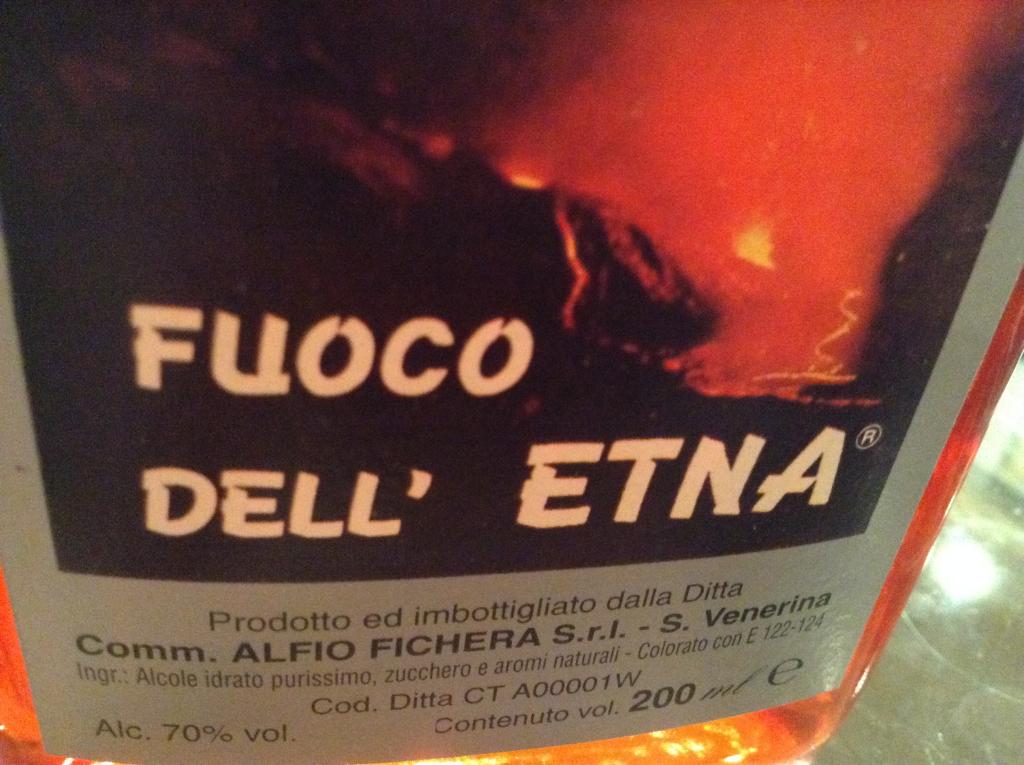 FUOCO
DELL' ETNA®
Prodotto ed imbottigliato dalla Ditta
Comm. ALFIO FICHERA S.r.l. - S. Venerina
Ingr.: Alcole idrato purissimo, zucchero e aromi naturali - Colorato con E 122-124
Cod. Ditta CT A00001W
Alc. 70% vol. Contenuto vol. 200 ml e